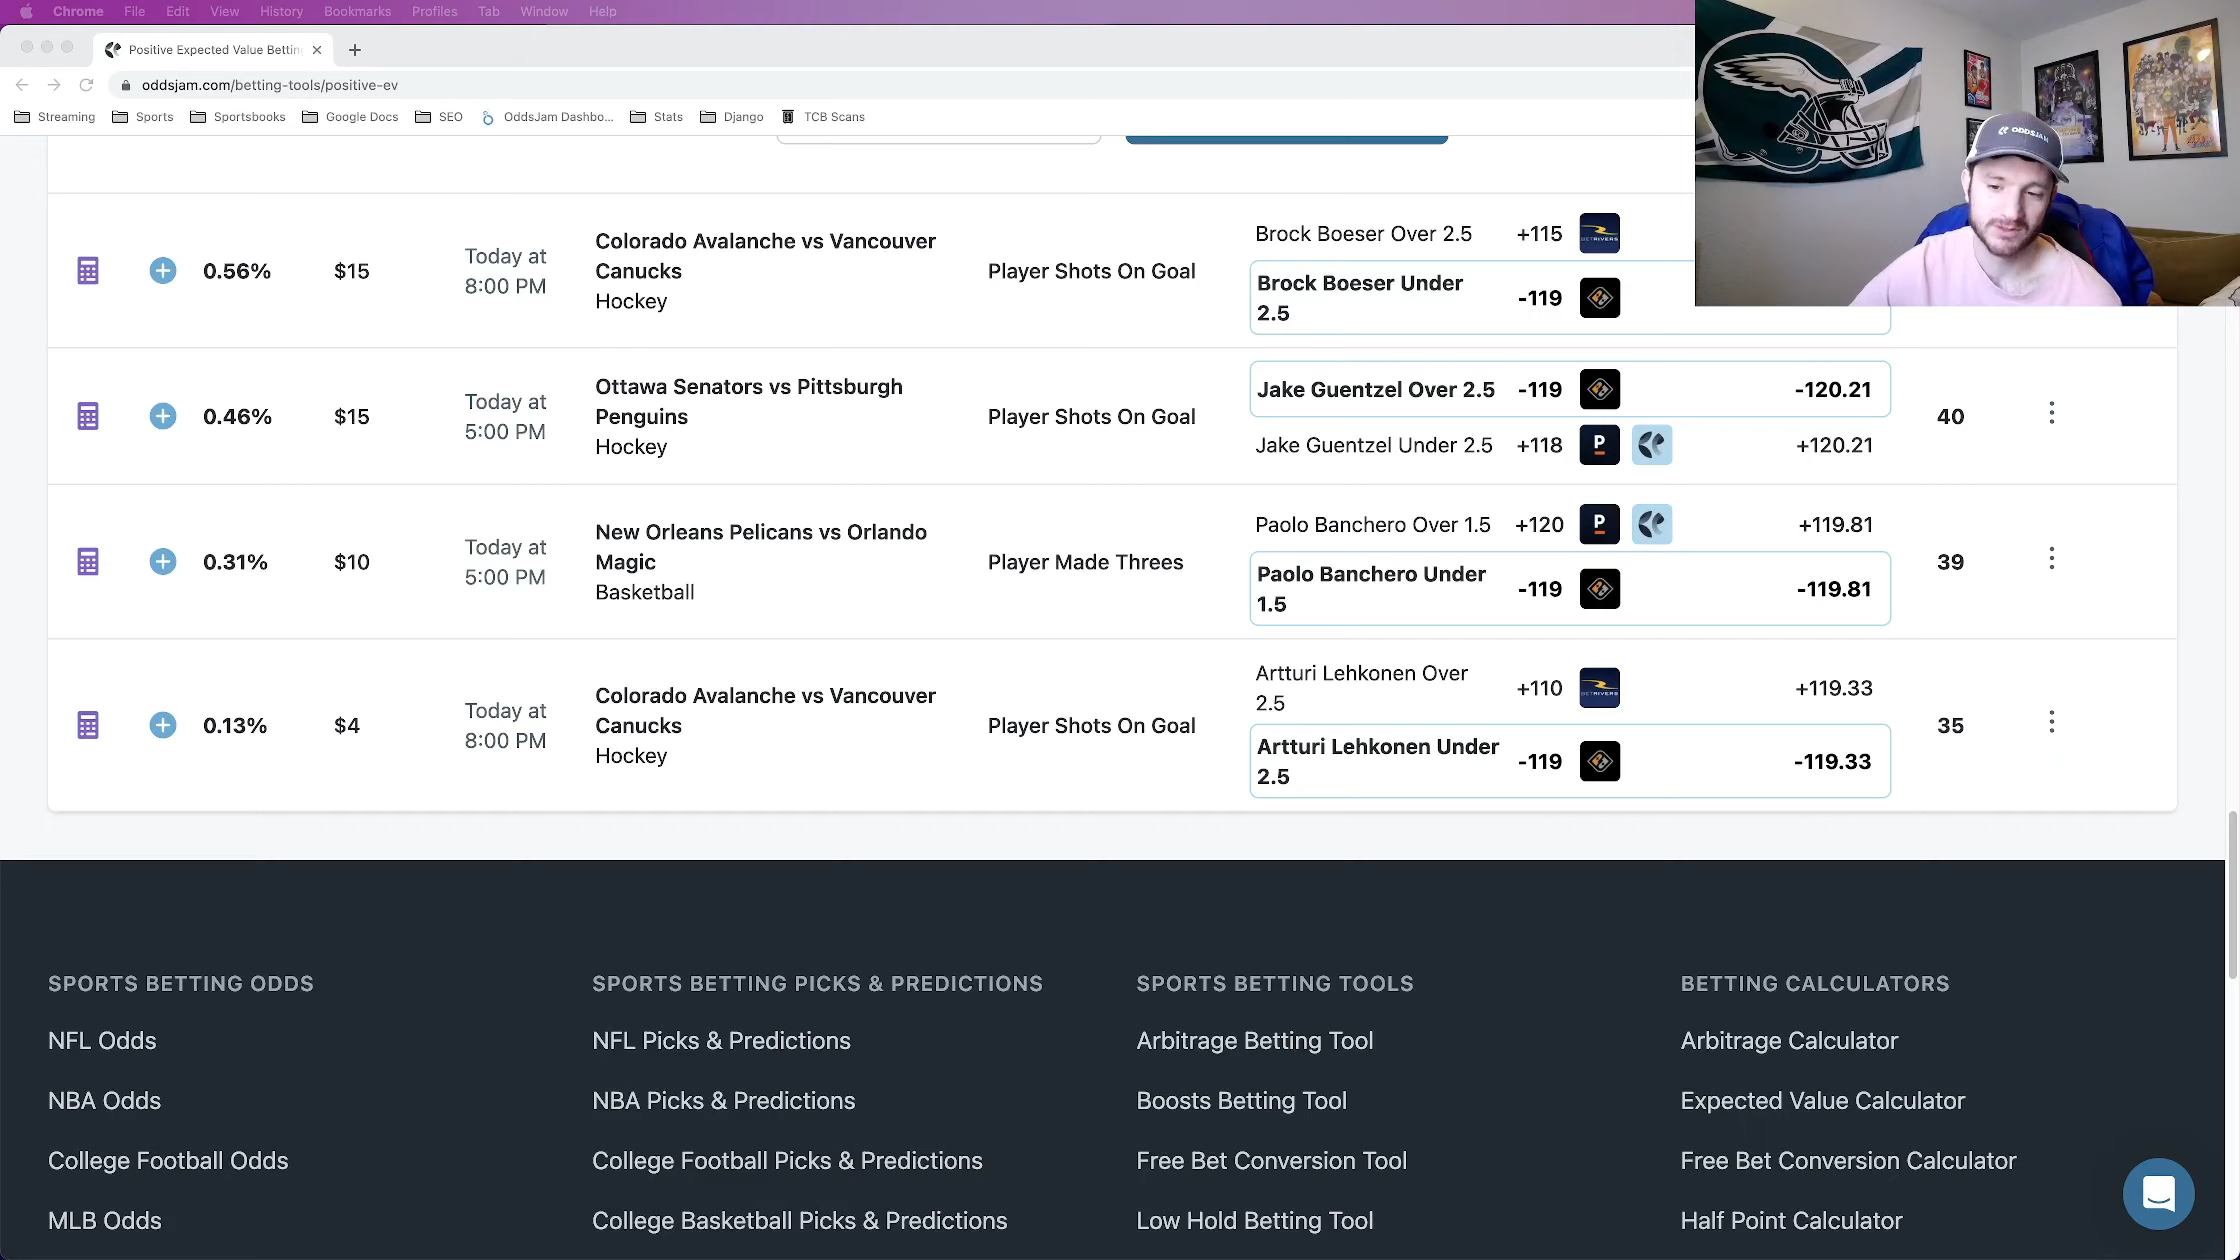 Chrome File Edit View History Bookmarks Profiles Tab Window Help
Positive Expected Value Bettin
oddsjam.com/betting-tools/positive-ev
Streaming Sports Sportsbooks Google Docs SEO OddsJam Dashbo... Stats Django TCB Scans
ODDSJAM
0.56% $15 Today at 8:00 PM
Colorado Avalanche vs Vancouver
Canucks
Hockey
Player Shots On Goal
Brock Boeser Over 2.5 +115 BETRIVERS
Brock Boeser Under
2.5
-119
0.46% $15 Today at 5:00 PM
Ottawa Senators vs Pittsburgh
Penguins
Hockey
Player Shots On Goal
Jake Guentzel Over 2.5 -119 -120.21
Jake Guentzel Under 2.5 +118 P +120.21
40
0.31% $10 Today at 5:00 PM
New Orleans Pelicans vs Orlando
Magic
Basketball
Player Made Threes
Paolo Banchero Over 1.5 +120 P +119.81
Paolo Banchero Under
1.5
-119 -119.81
39
0.13% $4 Today at 8:00 PM
Colorado Avalanche vs Vancouver
Canucks
Hockey
Player Shots On Goal
Artturi Lehkonen Over
2.5
+110 BETRIVERS +119.33
Artturi Lehkonen Under
2.5
-119 -119.33
35
SPORTS BETTING ODDS
NFL Odds
NBA Odds
College Football Odds
MLB Odds
SPORTS BETTING PICKS & PREDICTIONS
NFL Picks & Predictions
NBA Picks & Predictions
College Football Picks & Predictions
College Basketball Picks & Predictions
SPORTS BETTING TOOLS
Arbitrage Betting Tool
Boosts Betting Tool
Free Bet Conversion Tool
Low Hold Betting Tool
BETTING CALCULATORS
Arbitrage Calculator
Expected Value Calculator
Free Bet Conversion Calculator
Half Point Calculator